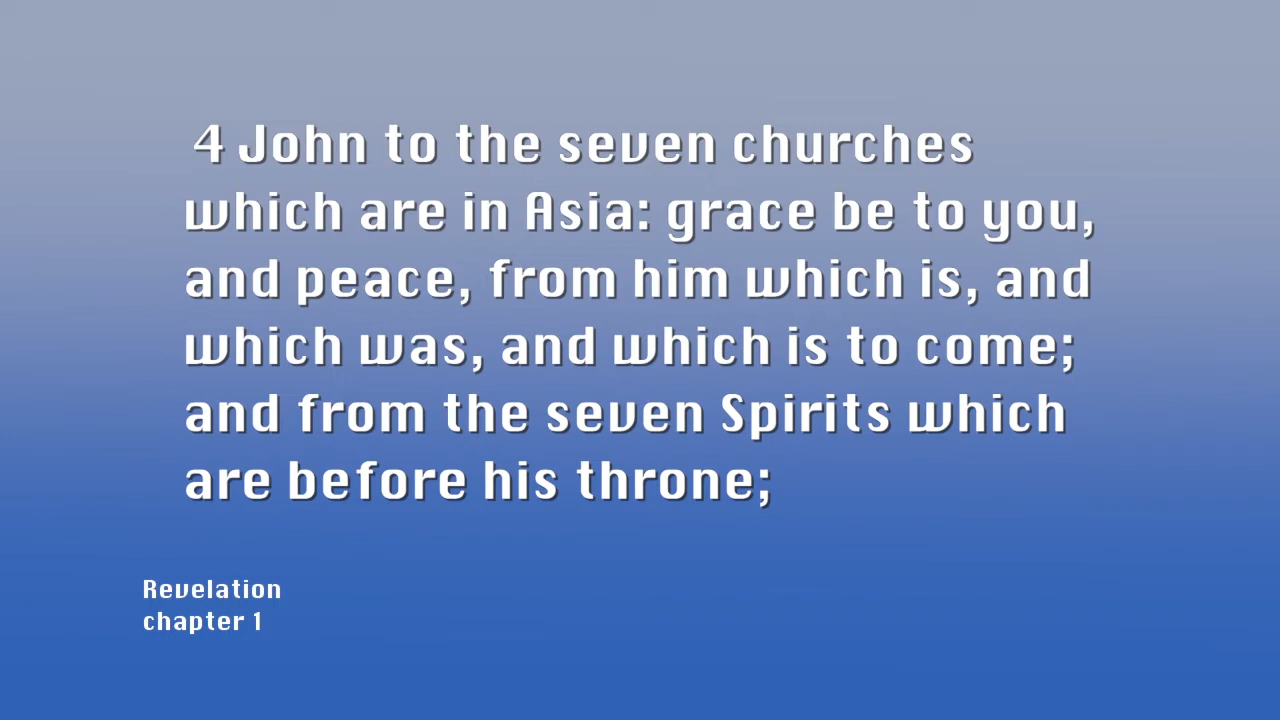 4 John to the seven churches
which are in Asia: grace be to you,
and peace, from him which is, and
which was, and which is to come;
and from the seven Spirits which
are before his throne;
Revelation
chapter 1